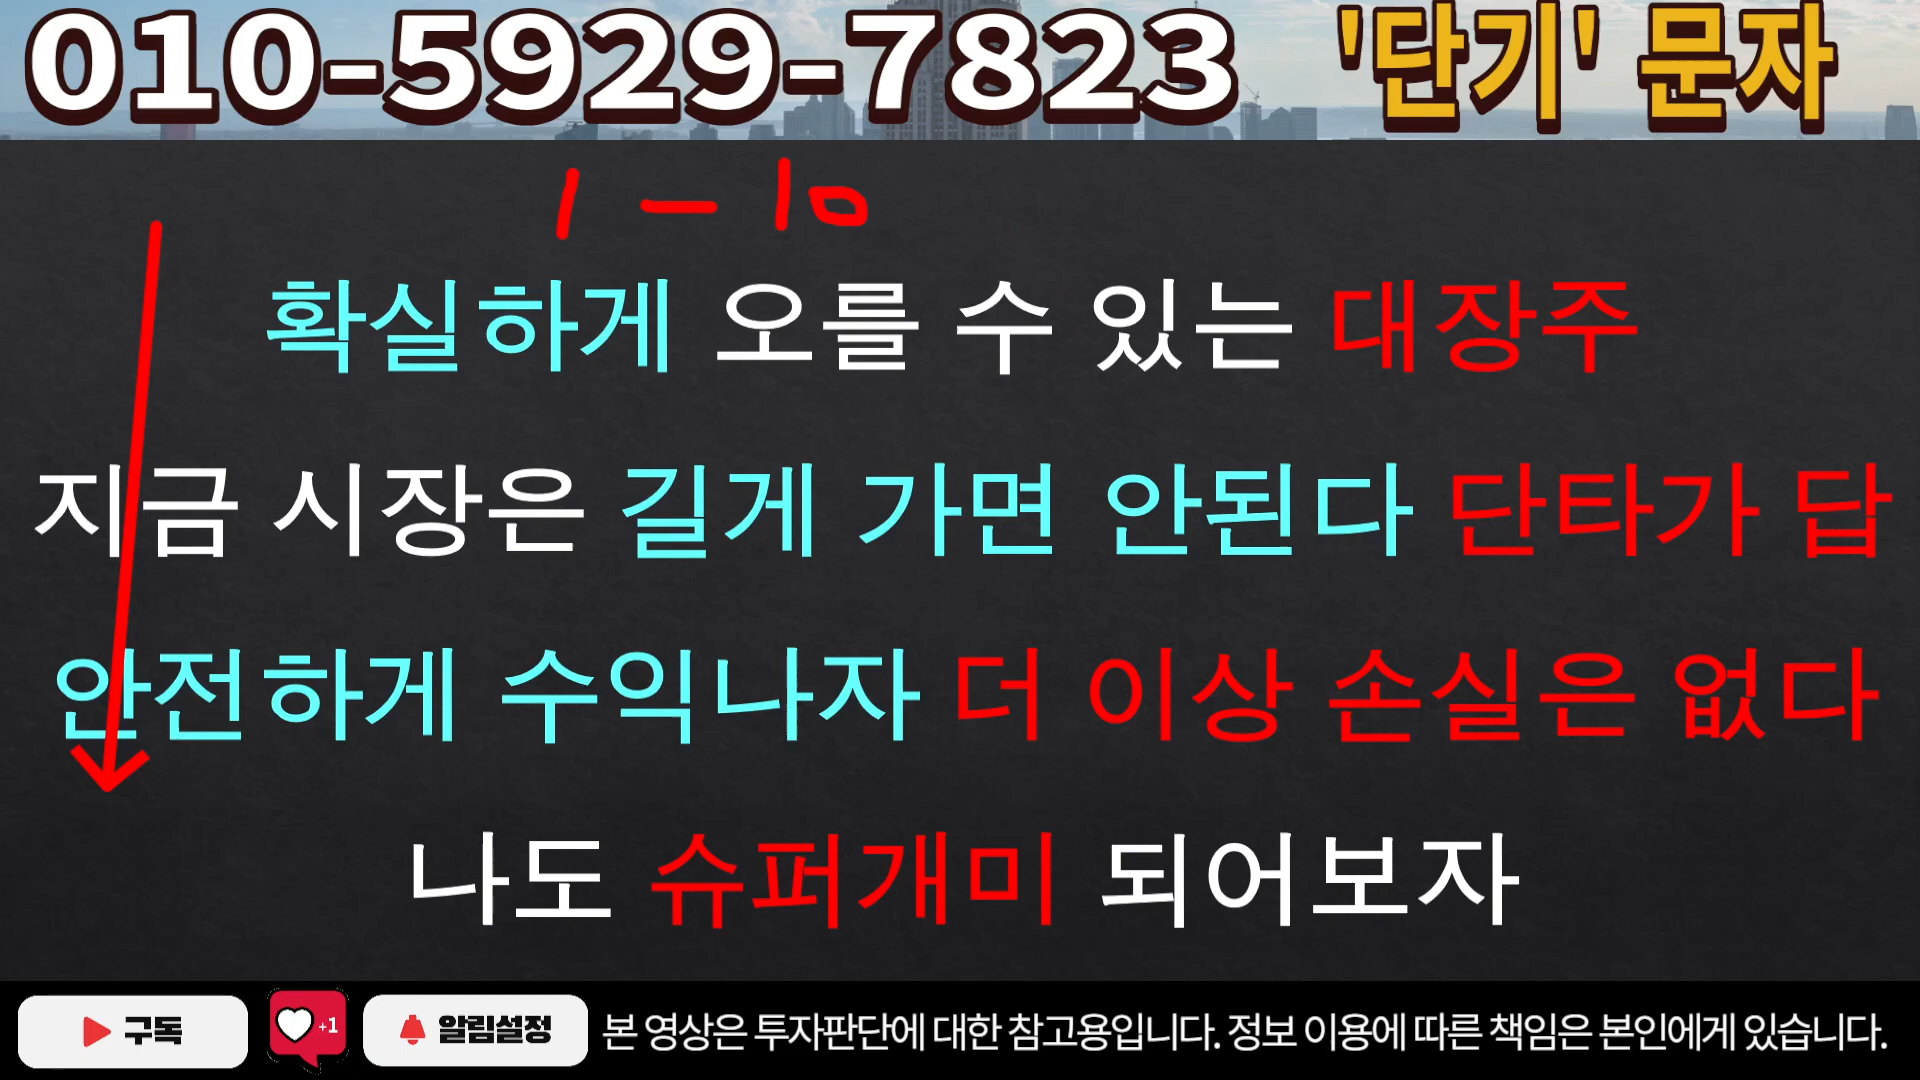 010-5929-7823 '단기' 문자
1 - 10
확실하게 오를 수 있는 대장주
지금 시장은 길게 가면 안된다 단타가 답
안전하게 수익나자 더 이상 손실은 없다
나도 슈퍼개미 되어보자
구독 +1 알림설정 본 영상은 투자판단에 대한 참고용입니다. 정보 이용에 따른 책임은 본인에게 있습니다.